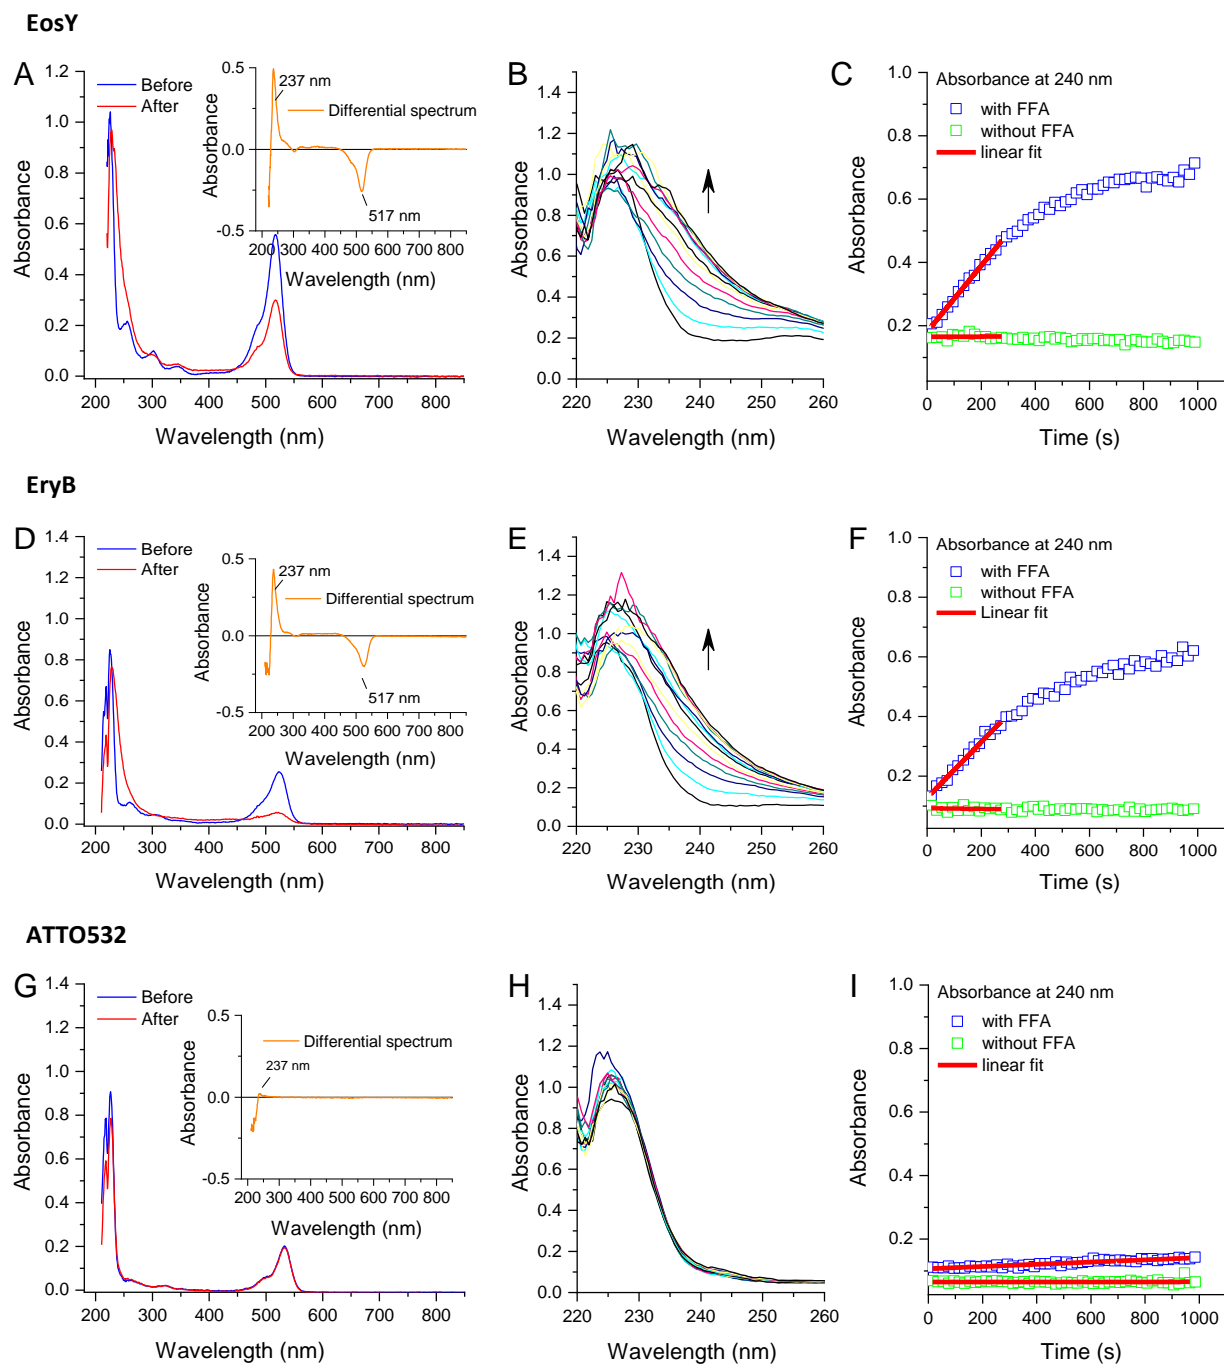 EosY
A
Before
After
Absorbance
1.2
1.0
0.8
0.6
0.4
0.2
0.0
200 300 400 500 600 700 800
Wavelength (nm)
0.5
0.0
-0.5
Absorbance
237 nm
Differential spectrum
517 nm
200 300 400 500 600 700 800
Wavelength (nm)
B
Absorbance
1.4
1.2
1.0
0.8
0.6
0.4
0.2
0.0
220 230 240 250 260
Wavelength (nm)
C
Absorbance at 240 nm
with FFA
without FFA
linear fit
Absorbance
1.0
0.8
0.6
0.4
0.2
0 200 400 600 800 1000
Time (s)
EryB
D
Before
After
Absorbance
1.4
1.2
1.0
0.8
0.6
0.4
0.2
0.0
200 300 400 500 600 700 800
Wavelength (nm)
0.5
0.0
-0.5
Absorbance
237 nm
Differential spectrum
517 nm
200 300 400 500 600 700 800
Wavelength (nm)
E
Absorbance
1.4
1.2
1.0
0.8
0.6
0.4
0.2
0.0
220 230 240 250 260
Wavelength (nm)
F
Absorbance at 240 nm
with FFA
without FFA
Linear fit
Absorbance
1.0
0.8
0.6
0.4
0.2
0 200 400 600 800 1000
Time (s)
ATTO532
G
Before
After
Absorbance
1.4
1.2
1.0
0.8
0.6
0.4
0.2
0.0
200 300 400 500 600 700 800
Wavelength (nm)
0.5
0.0
-0.5
Absorbance
Differential spectrum
237 nm
200 300 400 500 600 700 800
Wavelength (nm)
H
Absorbance
1.4
1.2
1.0
0.8
0.6
0.4
0.2
0.0
220 230 240 250 260
Wavelength (nm)
I
Absorbance at 240 nm
with FFA
without FFA
linear fit
Absorbance
1.0
0.8
0.6
0.4
0.2
0 200 400 600 800 1000
Time (s)